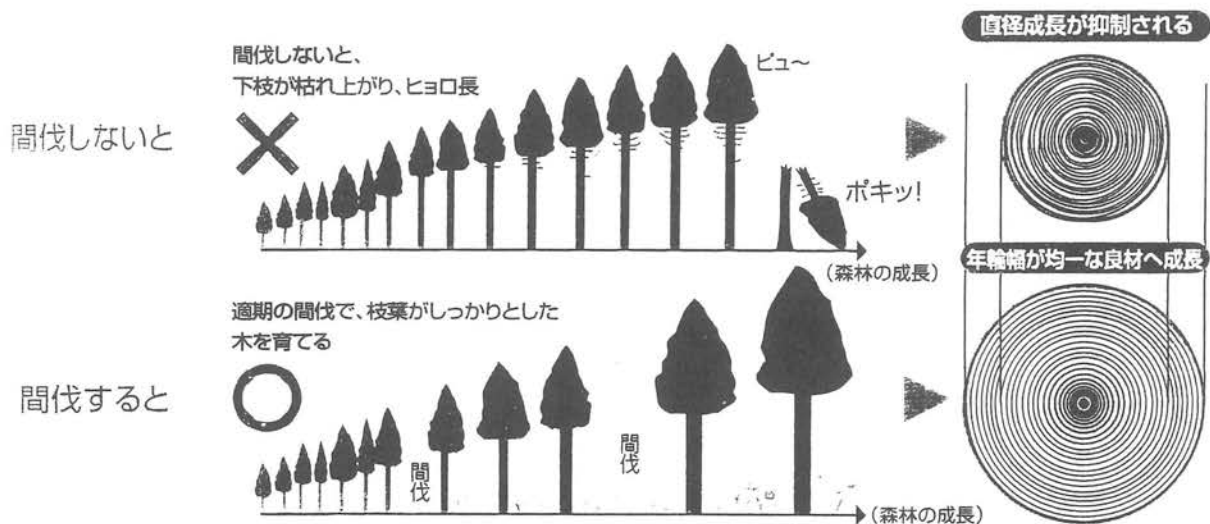 間伐しないと
間伐しないと、
下枝が枯れ上がり、ヒョロ長
ビュ～
ポキッ!
(森林の成長)
直径成長が抑制される
間伐すると
適期の間伐で、枝葉がしっかりとした
木を育てる
間伐
間伐
(森林の成長)
年輪幅が均一な良材へ成長